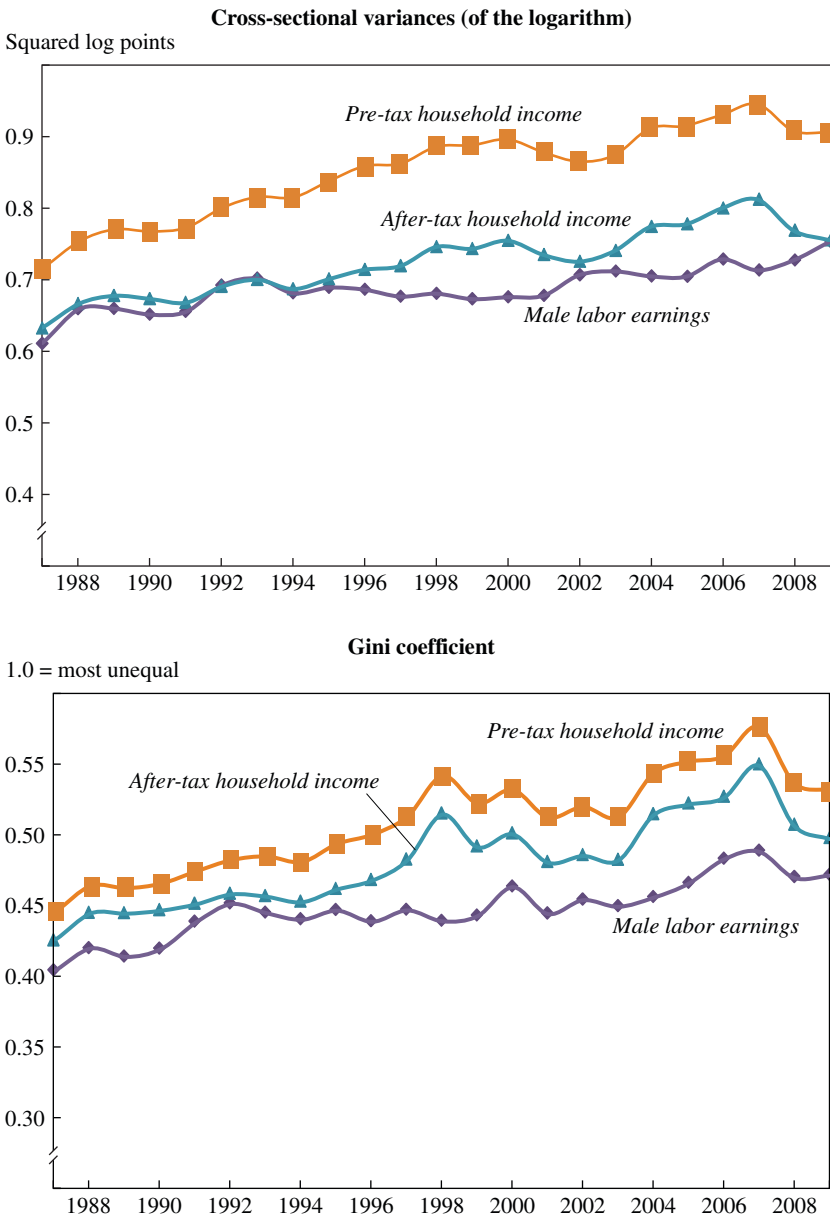 Cross-sectional variances (of the logarithm)
Squared log points
Pre-tax household income
0.9
After-tax household income
0.8
0.7
Male labor earnings
0.6
0.5
0.4
1988 1990 1992 1994 1996 1998 2000 2002 2004 2006 2008
Gini coefficient
1.0 = most unequal
Pre-tax household income
0.55
After-tax household income
0.50
0.45
Male labor earnings
0.40
0.35
0.30
1988 1990 1992 1994 1996 1998 2000 2002 2004 2006 2008